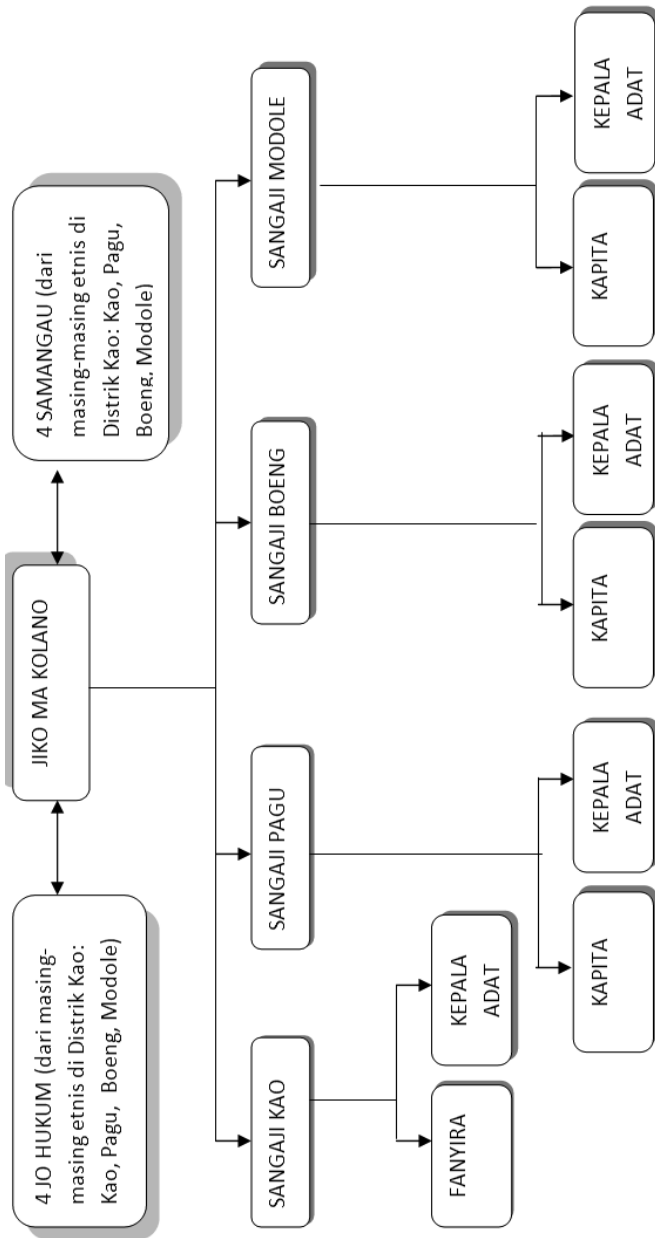 4 JO HUKUM (dari masing-
masing etnis di Distrik Kao:
Kao, Pagu, Boeng, Modole)
JIKO MA KOLANO
4 SAMANGAU (dari
masing-masing etnis di
Distrik Kao: Kao, Pagu,
Boeng, Modole)
SANGAJI KAO
SANGAJI PAGU
SANGAJI BOENG
SANGAJI MODOLE
FANYIRA
KEPALA
ADAT
KAPITA
KEPALA
ADAT
KAPITA
KEPALA
ADAT
KAPITA
KEPALA
ADAT